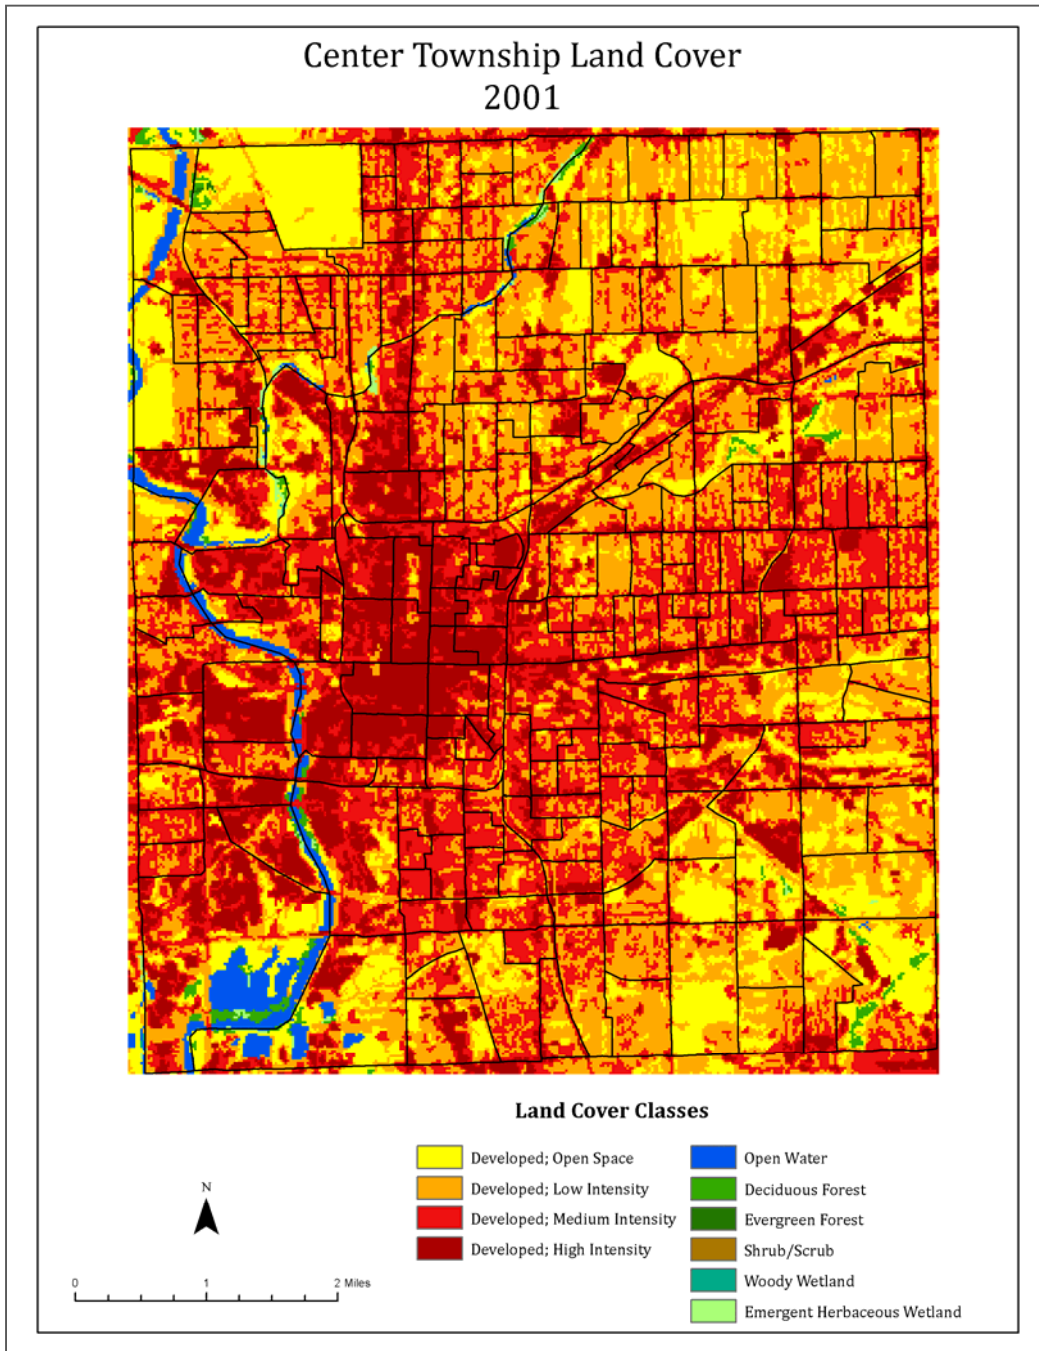 Center Township Land Cover
2001
Land Cover Classes
Developed; Open Space
Developed; Low Intensity
Developed; Medium Intensity
Developed; High Intensity
Open Water
Deciduous Forest
Evergreen Forest
Shrub/Scrub
Woody Wetland
Emergent Herbaceous Wetland
N
0 1 2 Miles